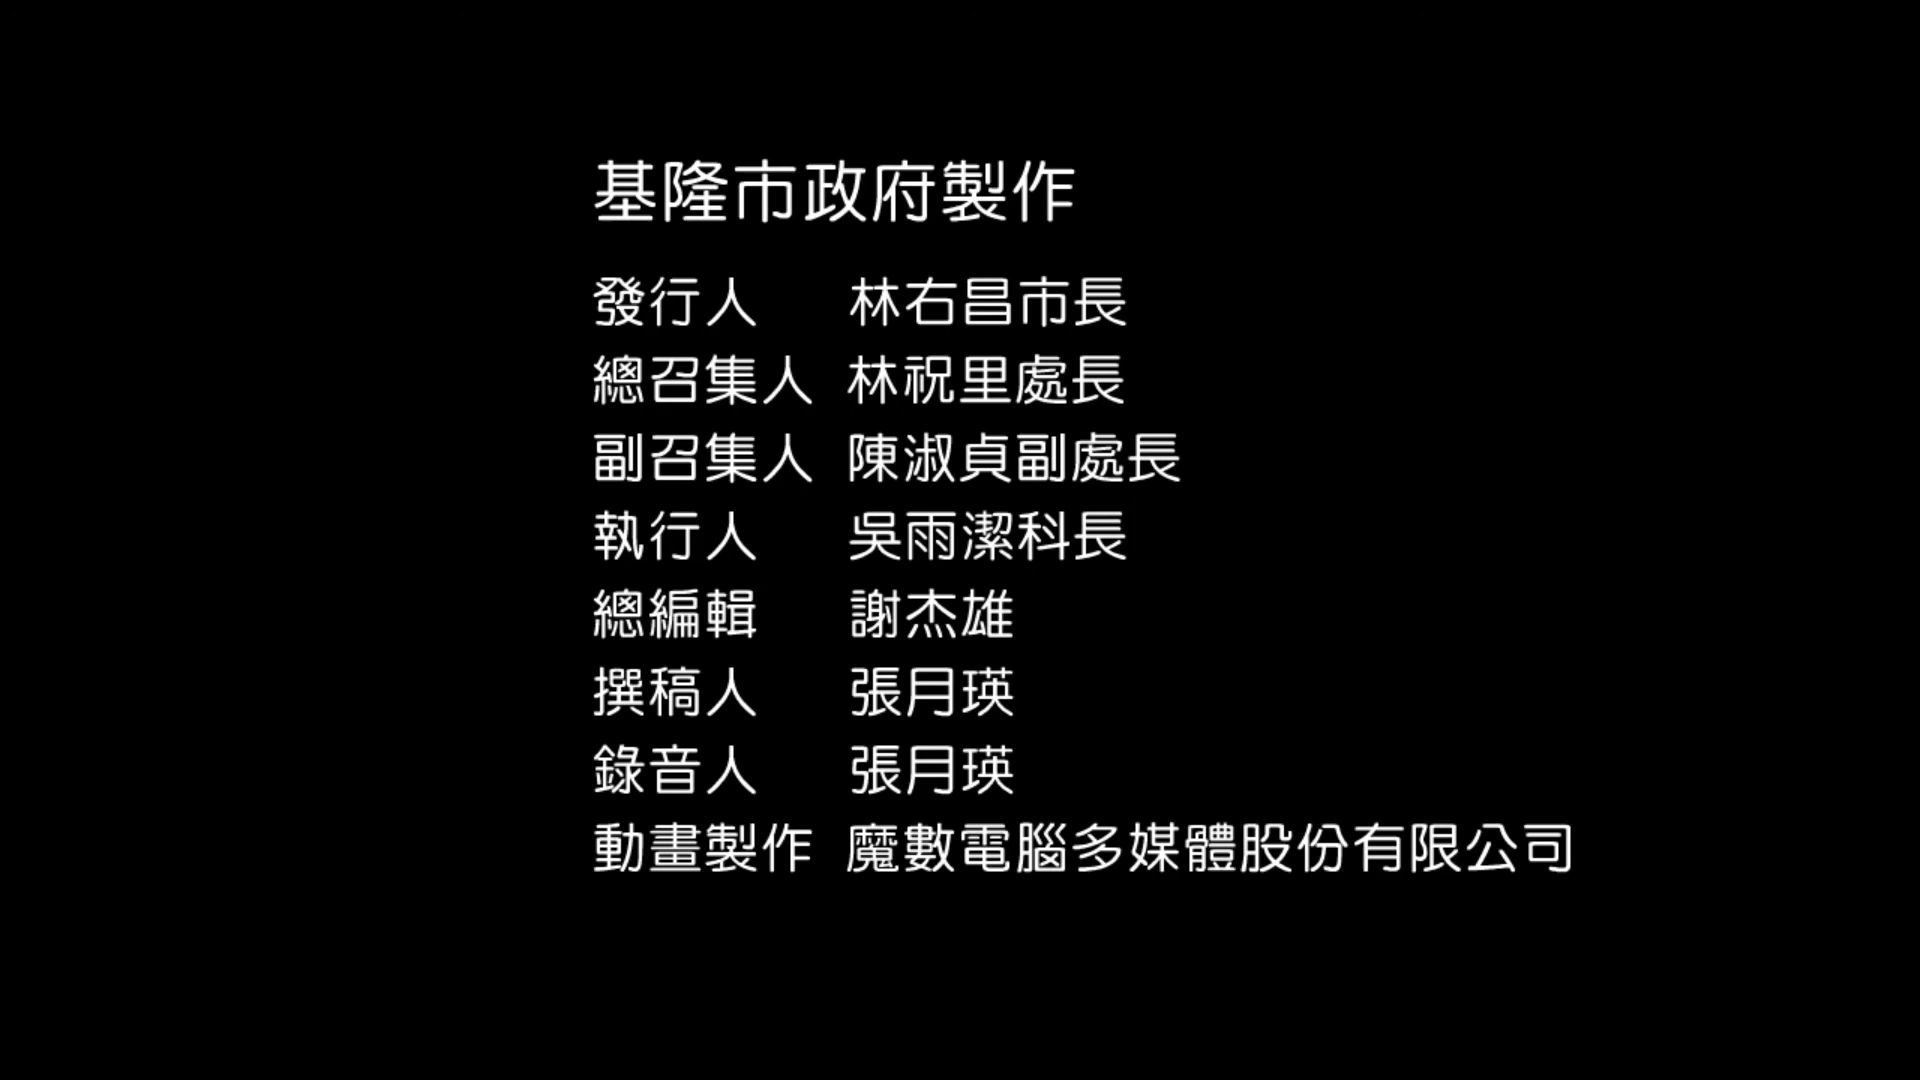 基隆市政府製作
發行人 林右昌市長
總召集人 林祝里處長
副召集人 陳淑貞副處長
執行人 吳雨潔科長
總編輯 謝杰雄
撰稿人 張月瑛
錄音人 張月瑛
動畫製作 魔數電腦多媒體股份有限公司